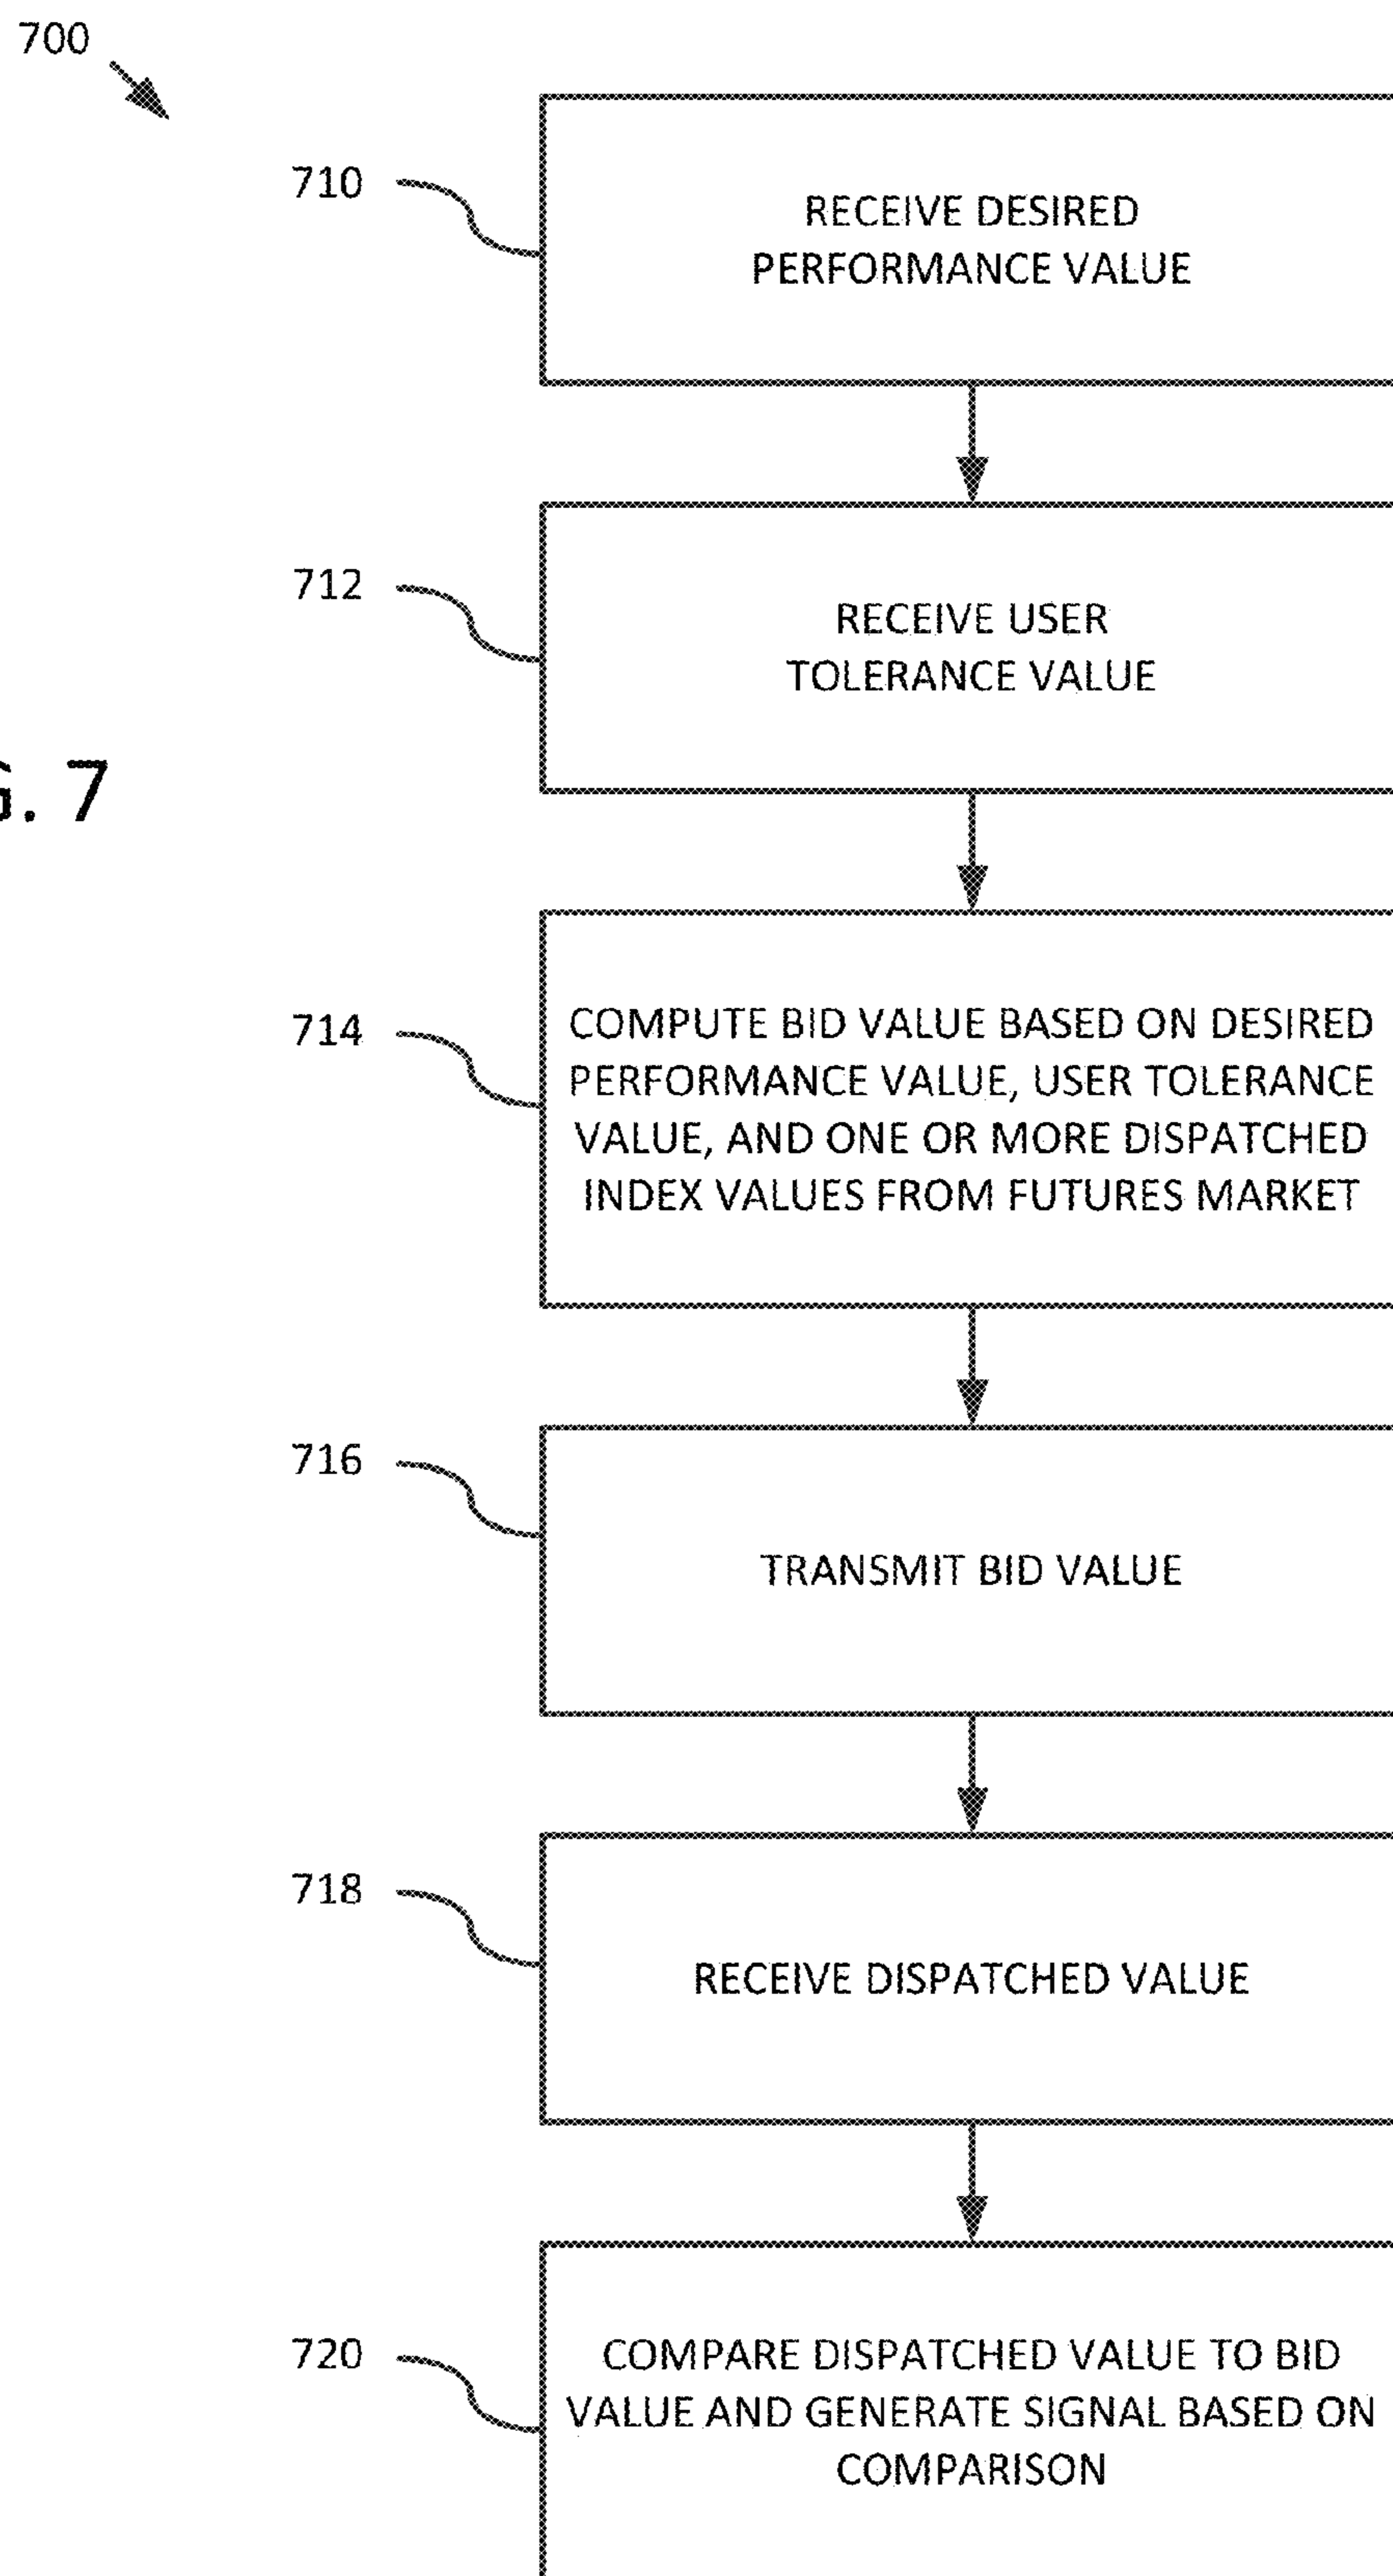 700
710
RECEIVE DESIRED
PERFORMANCE VALUE
712
RECEIVE USER
TOLERANCE VALUE
G. 7
714
COMPUTE BID VALUE BASED ON DESIRED
PERFORMANCE VALUE, USER TOLERANCE
VALUE, AND ONE OR MORE DISPATCHED
INDEX VALUES FROM FUTURES MARKET
716
TRANSMIT BID VALUE
718
RECEIVE DISPATCHED VALUE
720
COMPARE DISPATCHED VALUE TO BID
VALUE AND GENERATE SIGNAL BASED ON
COMPARISON